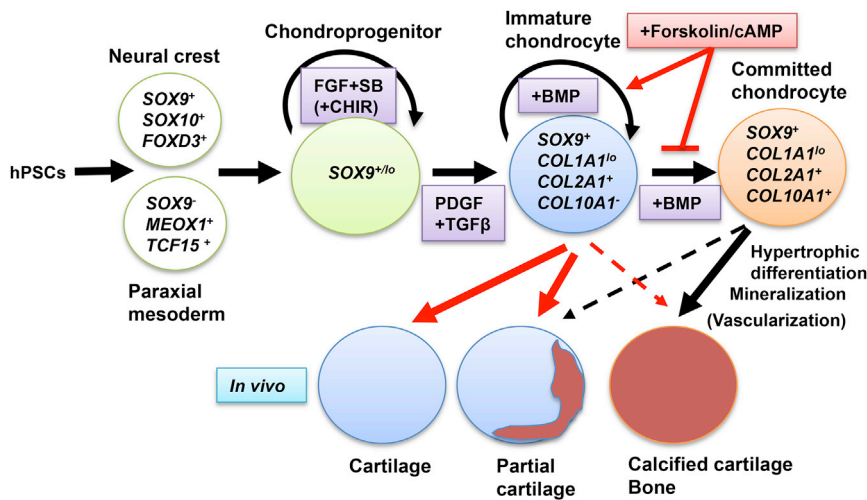 Neural crest
SOX9+
SOX10+
FOXD3+
hPSCs
SOX9-
MEOX1+
TCF15 +
Paraxial
mesoderm
Chondroprogenitor
FGF+SB
(+CHIR)
SOX9+/lo
PDGF
+TGFβ
Immature
chondrocyte
+BMP
SOX9+
COL1A1lo
COL2A1+
COL10A1-
+Forskolin/cAMP
+BMP
Committed
chondrocyte
SOX9+
COL1A1lo
COL2A1+
COL10A1+
Hypertrophic
differentiation
Mineralization
(Vascularization)
In vivo
Cartilage
Partial
cartilage
Calcified cartilage
Bone